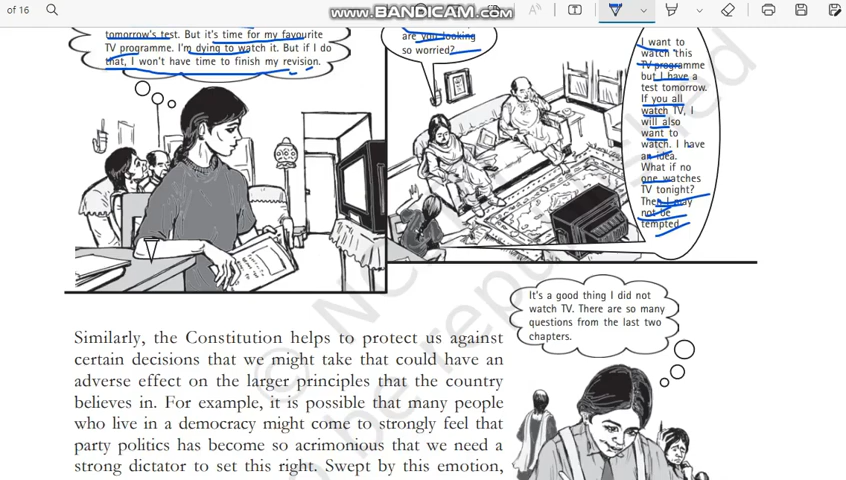 of 16
www.BANDICAM.com
tomorrow's test. But it's time for my favourite
TV programme. I'm dying to watch it. But if I do
that, I won't have time to finish my revision.
are you looking
so worried?
I want to
watch this
TV programme
but I have a
test tomorrow.
If you all
watch TV, I
will also
want to
watch. I have
an idea.
What if no
one watches
TV tonight?
Then I may
not be
tempted
It's a good thing I did not
watch TV. There are so many
questions from the last two
chapters.
Similarly, the Constitution helps to protect us against
certain decisions that we might take that could have an
adverse effect on the larger principles that the country
believes in. For example, it is possible that many people
who live in a democracy might come to strongly feel that
party politics has become so acrimonious that we need a
strong dictator to set this right. Swept by this emotion,